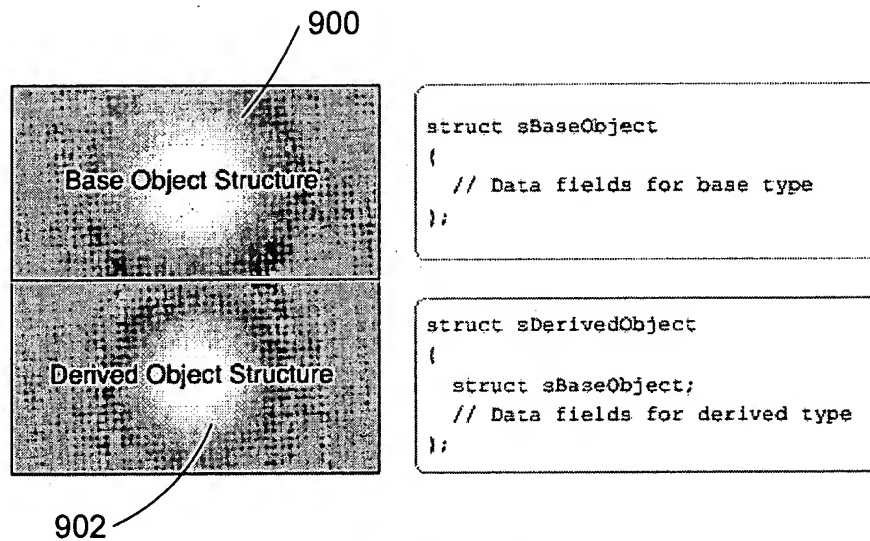 900
Base Object Structure
struct sBaseObject
{
// Data fields for base type
};
Derived Object Structure
struct sDerivedObject
{
struct sBaseObject;
// Data fields for derived type
};
902